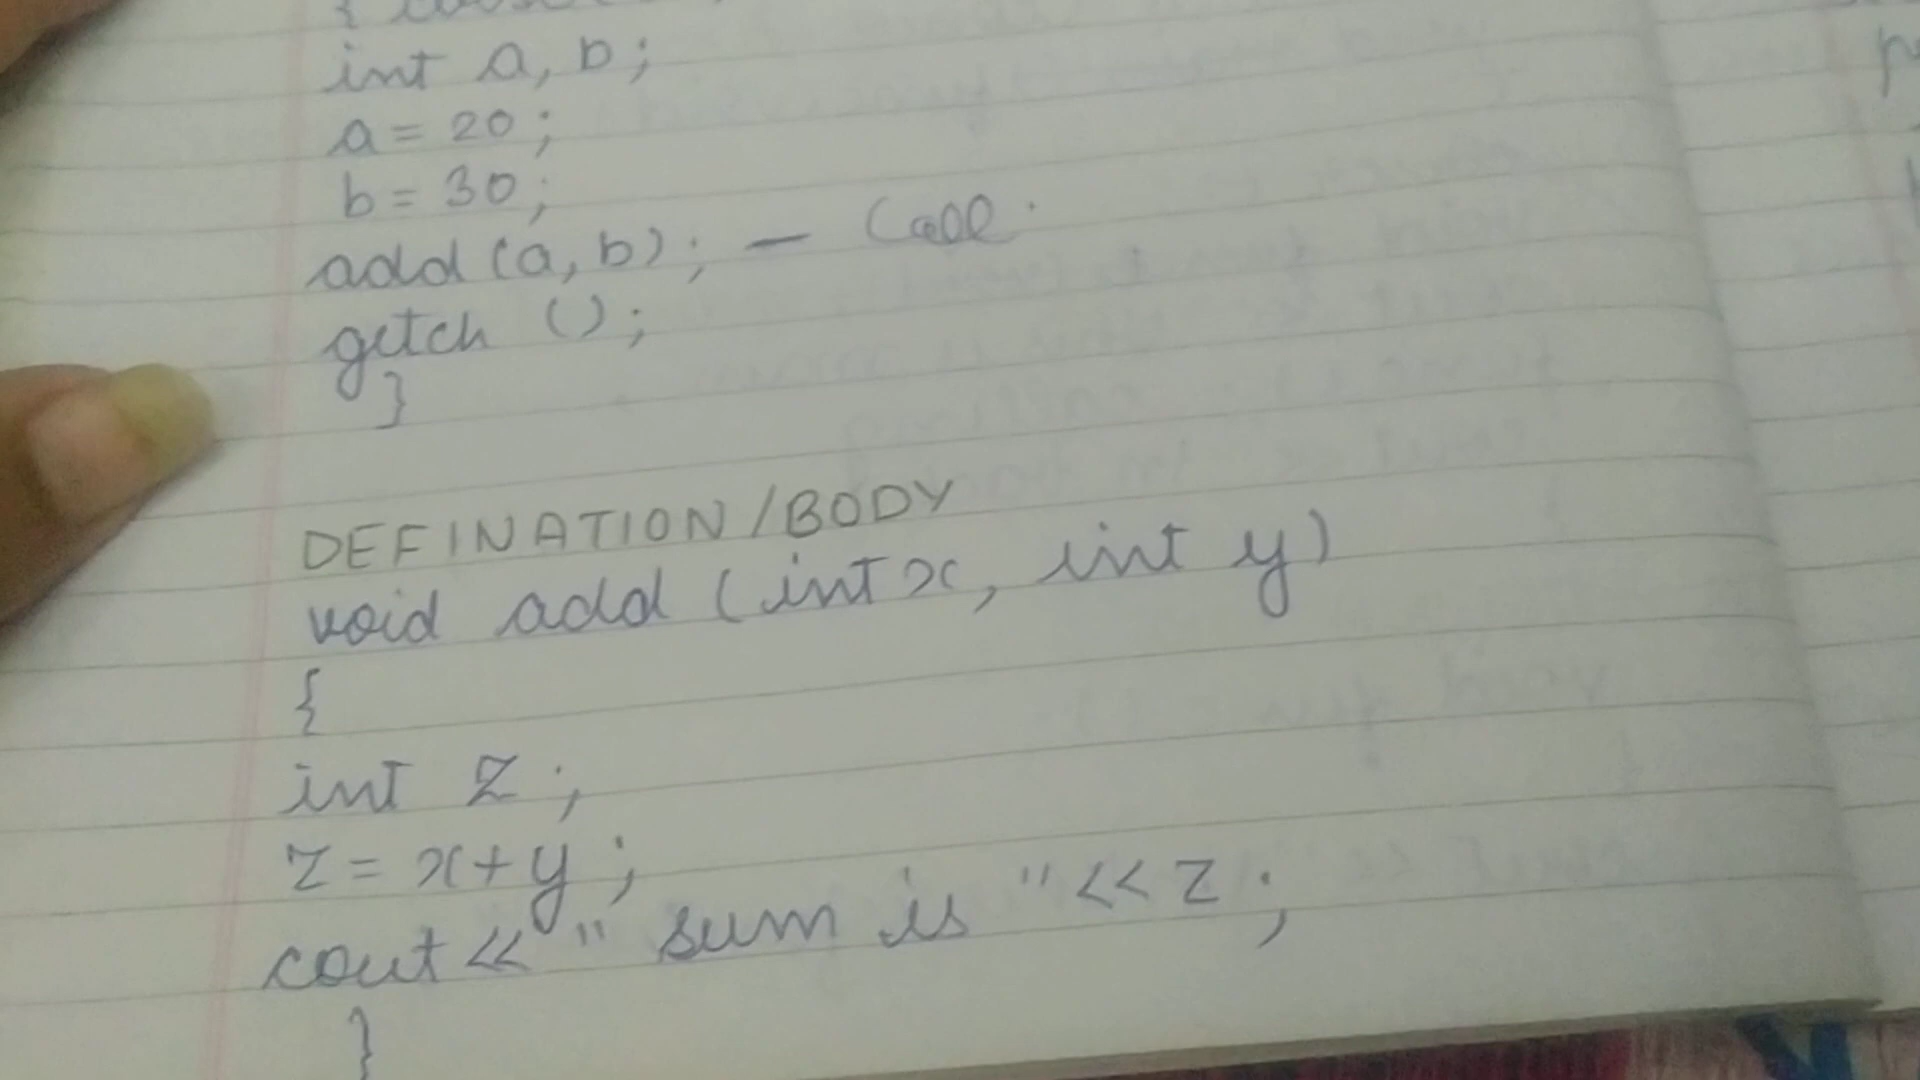 {
int a, b;
a = 20;
b = 30;
add (a, b); — Call.
getch ();
}
DEFINATION / BODY
void add (int x, int y)
{
int z;
z = x + y;
cout << " sum is " << z;
}